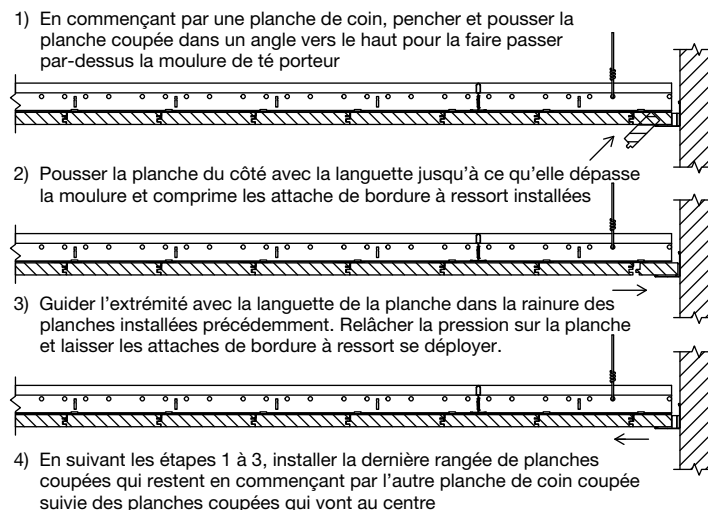 1) En commençant par une planche de coin, pencher et pousser la
planche coupée dans un angle vers le haut pour la faire passer
par-dessus la moulure de té porteur
2) Pousser la planche du côté avec la languette jusqu'à ce qu'elle dépasse
la moulure et comprime les attache de bordure à ressort installées
3) Guider l'extrémité avec la languette de la planche dans la rainure des
planches installées précédemment. Relâcher la pression sur la planche
et laisser les attaches de bordure à ressort se déployer.
4) En suivant les étapes 1 à 3, installer la dernière rangée de planches
coupées qui restent en commençant par l'autre planche de coin coupée
suivie des planches coupées qui vont au centre